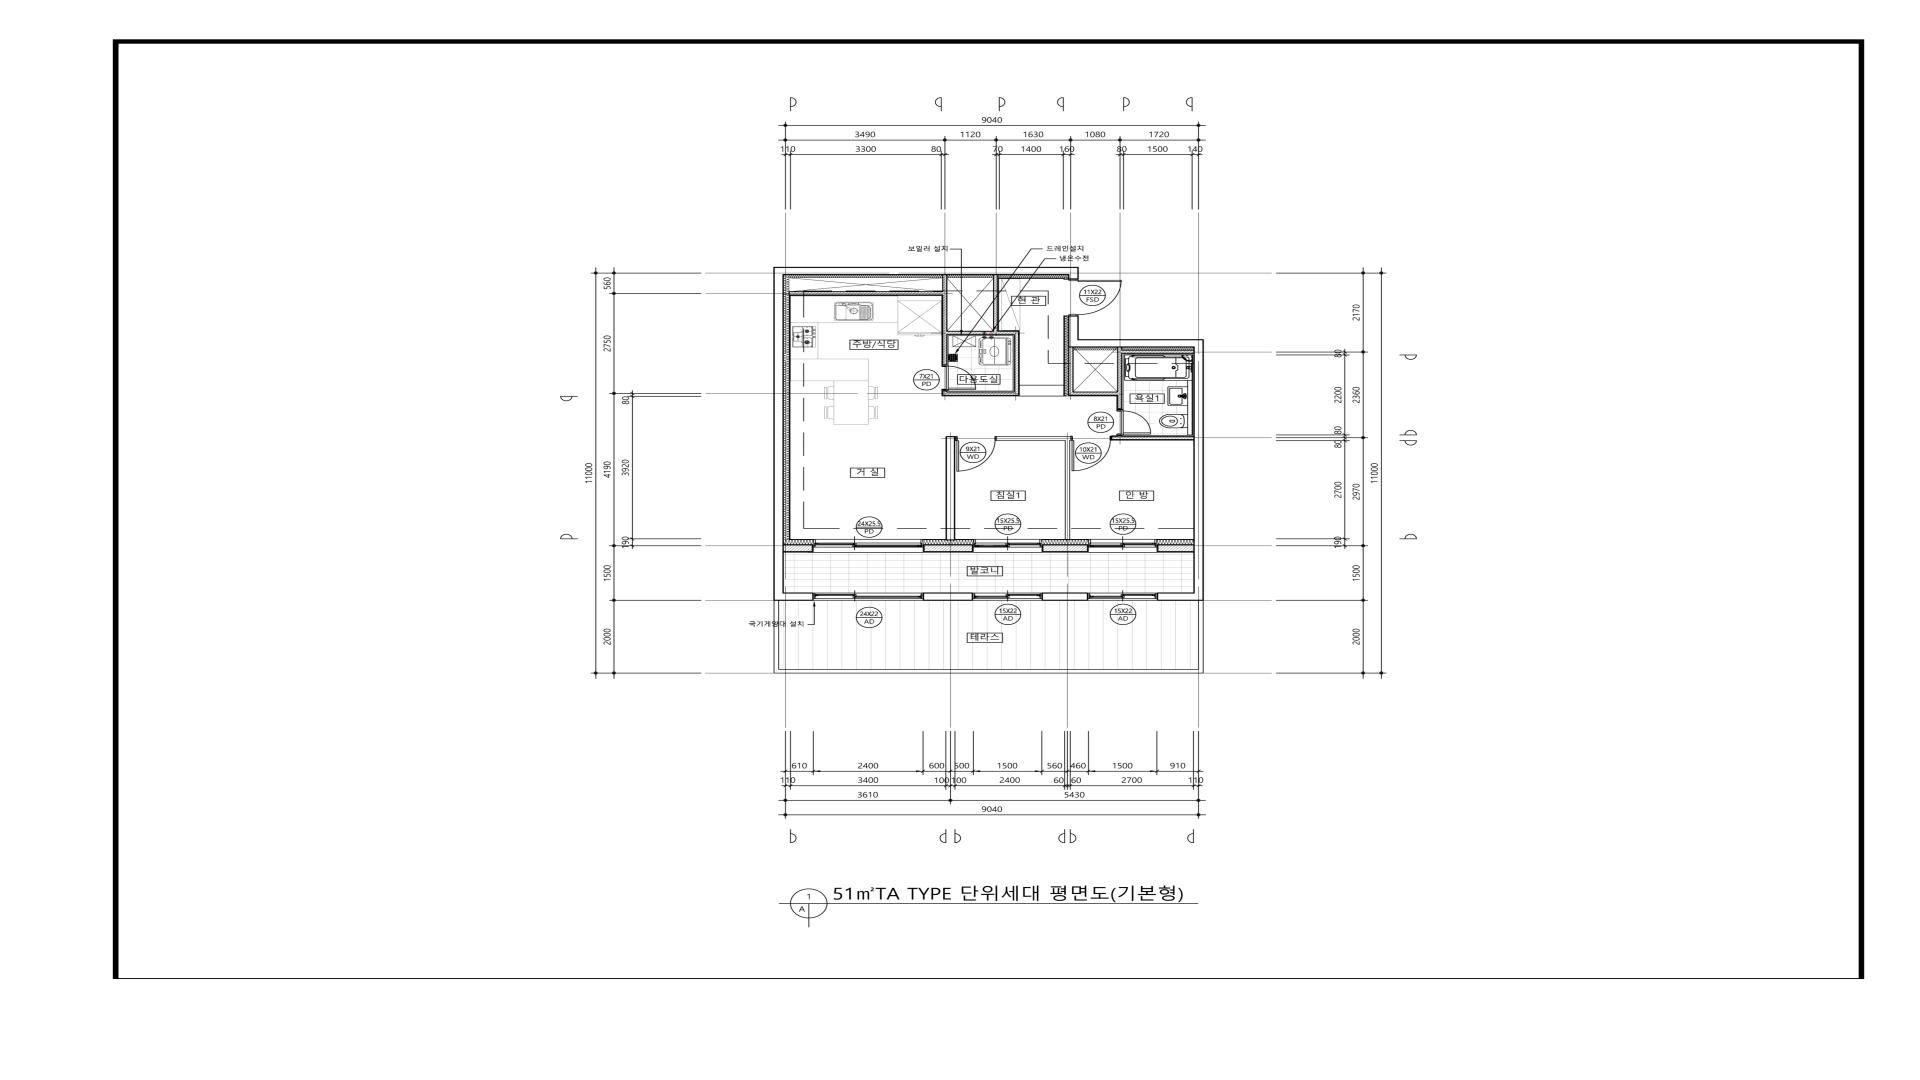 9040
3490 1120 1630 1080 1720
110 3300 80 70 1400 160 80 1500 140
보일러 설치
드레인설치
냉온수전
현 관
11X22
FSD
주방/식당
7X21
PD
다용도실
욕실1
8X21
PD
9X21
WD
10X21
WD
거 실
침실1
안 방
24X25.5
PD
15X25.5
PD
15X25.5
PD
발코니
24X22
AD
15X22
AD
15X22
AD
국기게양대 설치
테라스
560
2750
4190
1500
2000
11000
80
3920
190
2170
2360
2970
1500
2000
11000
80
2200
80
80
2700
190
610 2400 600 500 1500 560 460 1500 910
110 3400 100 100 2400 60 60 2700 110
3610 5430
9040
1
A
51㎡TA TYPE 단위세대 평면도(기본형)